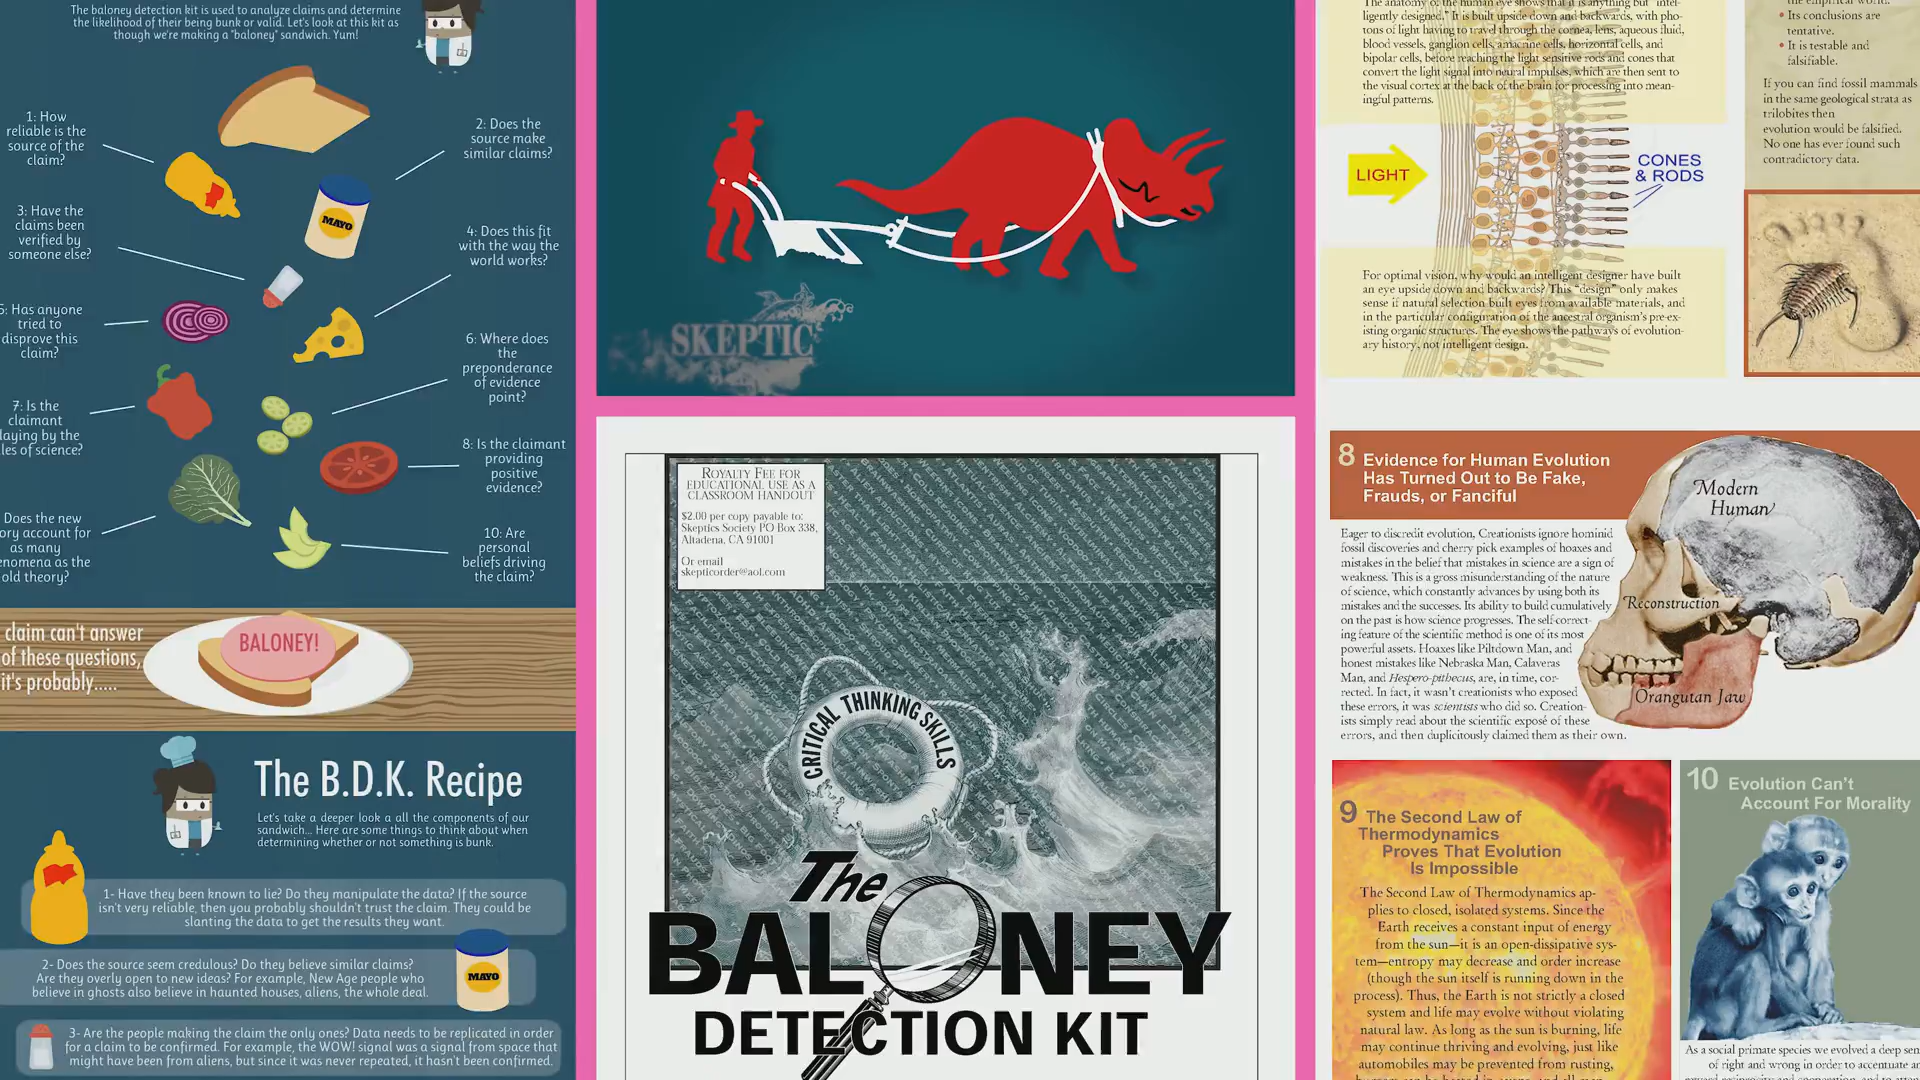 The baloney detection kit is used to analyze claims and determine
the likelihood of their being bunk or valid. Let's look at this kit as
though we're making a "baloney" sandwich. Yum!
1: How
reliable is the
source of the
claim?
2: Does the
source make
similar claims?
MAYO
3: Have the
claims been
verified by
someone else?
4: Does this fit
with the way the
world works?
5: Has anyone
tried to
disprove this
claim?
6: Where does
the
preponderance
of evidence
point?
7: Is the
claimant
laying by the
les of science?
8: Is the claimant
providing
positive
evidence?
Does the new
ory account for
as many
enomena as the
old theory?
10: Are
personal
beliefs driving
the claim?
claim can't answer
of these questions,
it's probably.....
BALONEY!
The B.D.K. Recipe
Let's take a deeper look a all the components of our
sandwich... Here are some things to think about when
determining whether or not something is bunk.
1- Have they been known to lie? Do they manipulate the data? If the source
isn't very reliable, then you probably shouldn't trust the claim. They could be
slanting the data to get the results they want.
2- Does the source seem credulous? Do they believe similar claims?
Are they overly open to new ideas? For example, New Age people who
believe in ghosts also believe in haunted houses, aliens, the whole deal.
MAYO
3- Are the people making the claim the only ones? Data needs to be replicated in order
for a claim to be confirmed. For example, the WOW! signal was a signal from space that
might have been from aliens, but since it was never repeated, it hasn't been confirmed.
SKEPTIC
ROYALTY FEE FOR
EDUCATIONAL USE AS A
CLASSROOM HANDOUT
$2.00 per copy payable to:
Skeptics Society PO Box 338,
Altadena, CA 91001
Or email
skepticorder@aol.com
CRITICAL THINKING SKILLS
The
BALONEY
DETECTION KIT
The anatomy of the human eye shows that it is anything but "intel-
ligently designed." It is built upside down and backwards, with pho-
tons of light having to travel through the cornea, lens, aqueous fluid,
blood vessels, ganglion cells, amacrine cells, horizontal cells, and
bipolar cells, before reaching the light sensitive rods and cones that
convert the light signal into neural impulses, which are then sent to
the visual cortex at the back of the brain for processing into mean-
ingful patterns.
LIGHT
CONES
& RODS
For optimal vision, why would an intelligent designer have built
an eye upside down and backwards? This "design" only makes
sense if natural selection built eyes from available materials, and
in the particular configuration of the ancestral organism's pre-ex-
isting organic structures. The eye shows the pathways of evolution-
ary history, not intelligent design.
the empirical world.
• Its conclusions are
tentative.
• It is testable and
falsifiable.
If you can find fossil mammals
in the same geological strata as
trilobites then
evolution would be falsified.
No one has ever found such
contradictory data.
8 Evidence for Human Evolution
Has Turned Out to Be Fake,
Frauds, or Fanciful
Eager to discredit evolution, Creationists ignore hominid
fossil discoveries and cherry pick examples of hoaxes and
mistakes in the belief that mistakes in science are a sign of
weakness. This is a gross misunderstanding of the nature
of science, which constantly advances by using both its
mistakes and the successes. Its ability to build cumulatively
on the past is how science progresses. The self-correct-
ing feature of the scientific method is one of its most
powerful assets. Hoaxes like Piltdown Man, and
honest mistakes like Nebraska Man, Calaveras
Man, and Hespero-pithecus, are, in time, cor-
rected. In fact, it wasn't creationists who exposed
these errors, it was scientists who did so. Creation-
ists simply read about the scientific exposé of these
errors, and then duplicitously claimed them as their own.
Modern
Human
Reconstruction
Orangutan Jaw
9 The Second Law of
Thermodynamics
Proves That Evolution
Is Impossible
The Second Law of Thermodynamics ap-
plies to closed, isolated systems. Since the
Earth receives a constant input of energy
from the sun—it is an open-dissipative sys-
tem—entropy may decrease and order increase
(though the sun itself is running down in the
process). Thus, the Earth is not strictly a closed
system and life may evolve without violating
natural law. As long as the sun is burning, life
may continue thriving and evolving, just like
automobiles may be prevented from rusting,
10 Evolution Can't
Account For Morality
As a social primate species we evolved a deep sen
of right and wrong in order to accentuate an